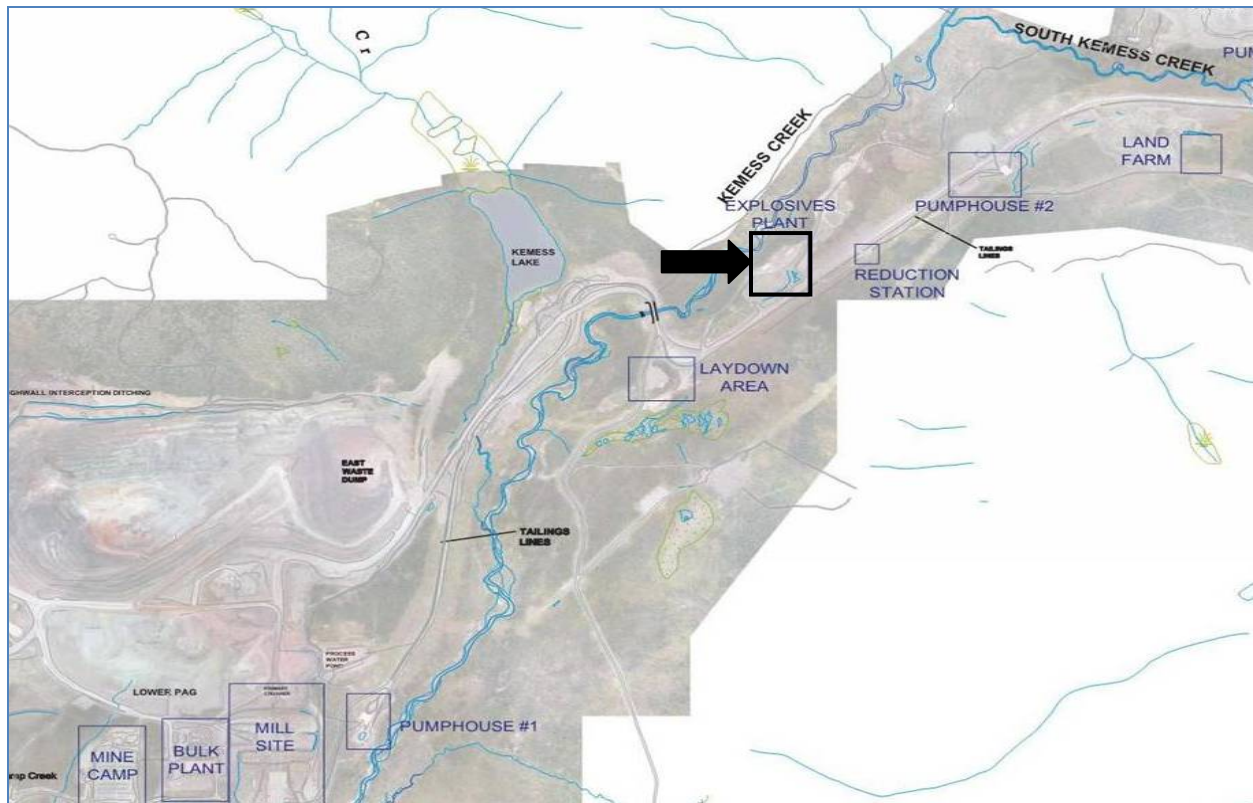 Cr
SOUTH KEMESS CREEK
PUM
KEMESS CREEK
LAND
FARM
EXPLOSIVES
PLANT
PUMPHOUSE #2
TAILINGS
LINES
REDUCTION
STATION
KEMESS
LAKE
LAYDOWN
AREA
GHWALL INTERCEPTION DITCHING
EAST
WASTE
DUMP
TAILINGS
LINES
PROCESS
WATER
POND
LOWER PAG
PRIMARY
CRUSHER
MILL
SITE
PUMPHOUSE #1
MINE
CAMP
BULK
PLANT
mp Creek